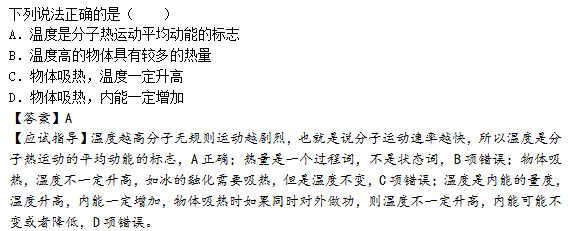 下列说法正确的是（　　）
A．温度是分子热运动平均动能的标志
B．温度高的物体具有较多的热量
C．物体吸热，温度一定升高
D．物体吸热，内能一定增加
【答案】A
【应试指导】温度越高分子无规则运动越剧烈，也就是说分子运动速率越快，所以温度是分
子热运动的平均动能的标志，A正确；热量是一个过程词，不是状态词，B项错误；物体吸
热，温度不一定升高，如冰的融化需要吸热，但是温度不变，C项错误；温度是内能的量度，
温度升高，内能一定增加，物体吸热时如果同时对外做功，则温度不一定升高，内能可能不
变或者降低，D项错误。